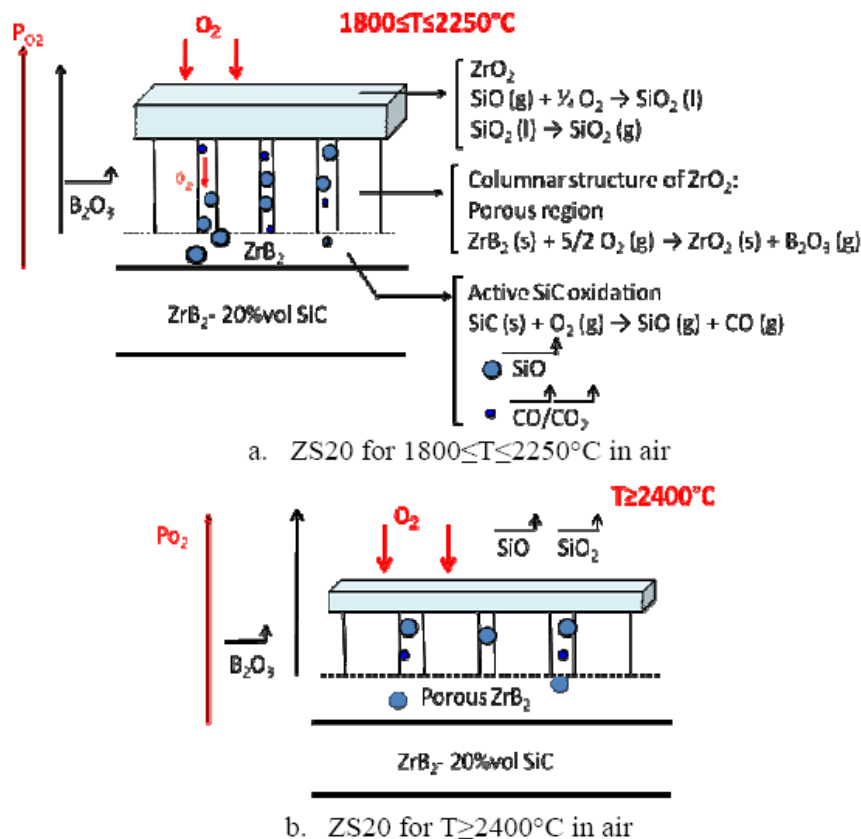 P_O2
O₂
1800≤T≤2250°C
ZrO₂
SiO (g) + ½ O₂ → SiO₂ (l)
SiO₂ (l) → SiO₂ (g)
O₂
B₂O₃
Columnar structure of ZrO₂:
Porous region
ZrB₂ (s) + 5/2 O₂ (g) → ZrO₂ (s) + B₂O₃ (g)
ZrB₂
Active SiC oxidation
SiC (s) + O₂ (g) → SiO (g) + CO (g)
ZrB₂- 20%vol SiC
SiO
CO/CO₂
a. ZS20 for 1800≤T≤2250°C in air
T≥2400°C
Po₂
O₂
SiO SiO₂
B₂O₃
Porous ZrB₂
ZrB₂- 20%vol SiC
b. ZS20 for T≥2400°C in air